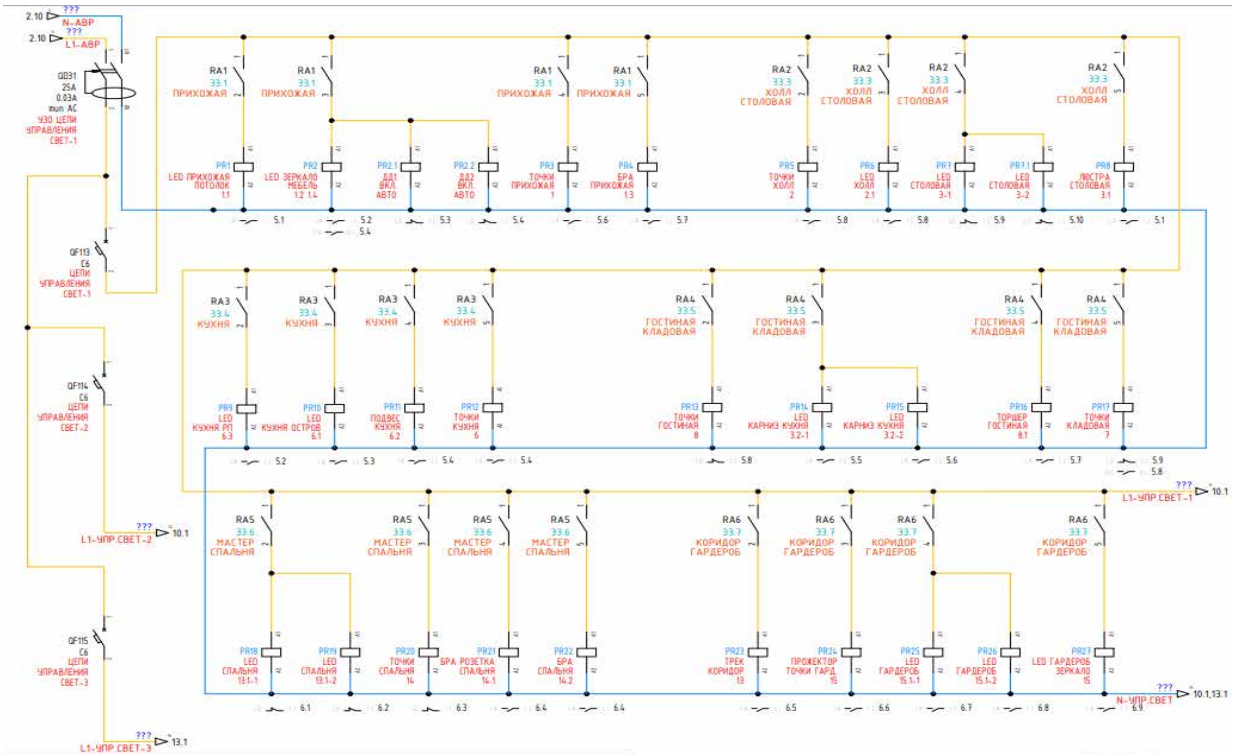 2.10 ???
N-АВР
2.10 ???
L1-АВР
QD31
25A
0.03A
тип AC
УЗО ЦЕПИ
УПРАВЛЕНИЯ
СВЕТ-1
QF113
C6
ЦЕПИ
УПРАВЛЕНИЯ
СВЕТ-1
QF114
C6
ЦЕПИ
УПРАВЛЕНИЯ
СВЕТ-2
??? 10.1
L1-УПР.СВЕТ-2
QF115
C6
ЦЕПИ
УПРАВЛЕНИЯ
СВЕТ-3
??? 13.1
L1-УПР.СВЕТ-3
RA1
33.1
ПРИХОЖАЯ
RA1
33.1
ПРИХОЖАЯ
RA1
33.1
ПРИХОЖАЯ
RA1
33.1
ПРИХОЖАЯ
RA2
33.3
ХОЛЛ
СТОЛОВАЯ
RA2
33.3
ХОЛЛ
СТОЛОВАЯ
RA2
33.3
ХОЛЛ
СТОЛОВАЯ
RA2
33.3
ХОЛЛ
СТОЛОВАЯ
PR1
LED ПРИХОЖАЯ
ПОТОЛОК
1.1
PR2
LED ЗЕРКАЛО
МЕБЕЛЬ
1.2 1.4
PR2.1
ДД1
ВКЛ.
АВТО
PR2.2
ДД2
ВКЛ.
АВТО
PR3
ТОЧКИ
ПРИХОЖАЯ
1
PR4
БРА
ПРИХОЖАЯ
1.3
PR5
ТОЧКИ
ХОЛЛ
2
PR6
LED
ХОЛЛ
2.1
PR7
LED
СТОЛОВАЯ
3-1
PR7.1
LED
СТОЛОВАЯ
3-2
PR8
ЛЮСТРА
СТОЛОВАЯ
3.1
5.1 5.2 5.3 5.4 5.6 5.7 5.8 5.8 5.9 5.10 5.1
5.4
RA3
33.4
КУХНЯ
RA3
33.4
КУХНЯ
RA3
33.4
КУХНЯ
RA3
33.4
КУХНЯ
RA4
33.5
ГОСТИНАЯ
КЛАДОВАЯ
RA4
33.5
ГОСТИНАЯ
КЛАДОВАЯ
RA4
33.5
ГОСТИНАЯ
КЛАДОВАЯ
RA4
33.5
ГОСТИНАЯ
КЛАДОВАЯ
PR9
LED
КУХНЯ РП
6.3
PR10
LED
КУХНЯ ОСТРОВ
6.1
PR11
ПОДВЕС
КУХНЯ
6.2
PR12
ТОЧКИ
КУХНЯ
6
PR13
ТОЧКИ
ГОСТИНАЯ
8
PR14
LED
КАРНИЗ КУХНЯ
3.2-1
PR15
LED
КАРНИЗ КУХНЯ
3.2-2
PR16
ТОРШЕР
ГОСТИНАЯ
8.1
PR17
ТОЧКИ
КЛАДОВАЯ
7
5.2 5.3 5.4 5.4 5.8 5.5 5.6 5.7 5.9
5.8
??? 10.1
L1-УПР.СВЕТ-1
RA5
33.6
МАСТЕР
СПАЛЬНЯ
RA5
33.6
МАСТЕР
СПАЛЬНЯ
RA5
33.6
МАСТЕР
СПАЛЬНЯ
RA5
33.6
МАСТЕР
СПАЛЬНЯ
RA6
33.7
КОРИДОР
ГАРДЕРОБ
RA6
33.7
КОРИДОР
ГАРДЕРОБ
RA6
33.7
КОРИДОР
ГАРДЕРОБ
RA6
33.7
КОРИДОР
ГАРДЕРОБ
PR18
LED
СПАЛЬНЯ
13.1-1
PR19
LED
СПАЛЬНЯ
13.1-2
PR20
ТОЧКИ
СПАЛЬНЯ
14
PR21
БРА РОЗЕТКА
СПАЛЬНЯ
14.1
PR22
БРА
СПАЛЬНЯ
14.2
PR23
ТРЕК
КОРИДОР
13
PR24
ПРОЖЕКТОР
ТОЧКИ ГАРД.
15
PR25
LED
ГАРДЕРОБ
15.1-1
PR26
LED
ГАРДЕРОБ
15.1-2
PR27
LED ГАРДЕРОБ
ЗЕРКАЛО
15
??? 10.1,13.1
N-УПР.СВЕТ
6.1 6.2 6.3 6.4 6.4 6.5 6.6 6.7 6.8 6.9